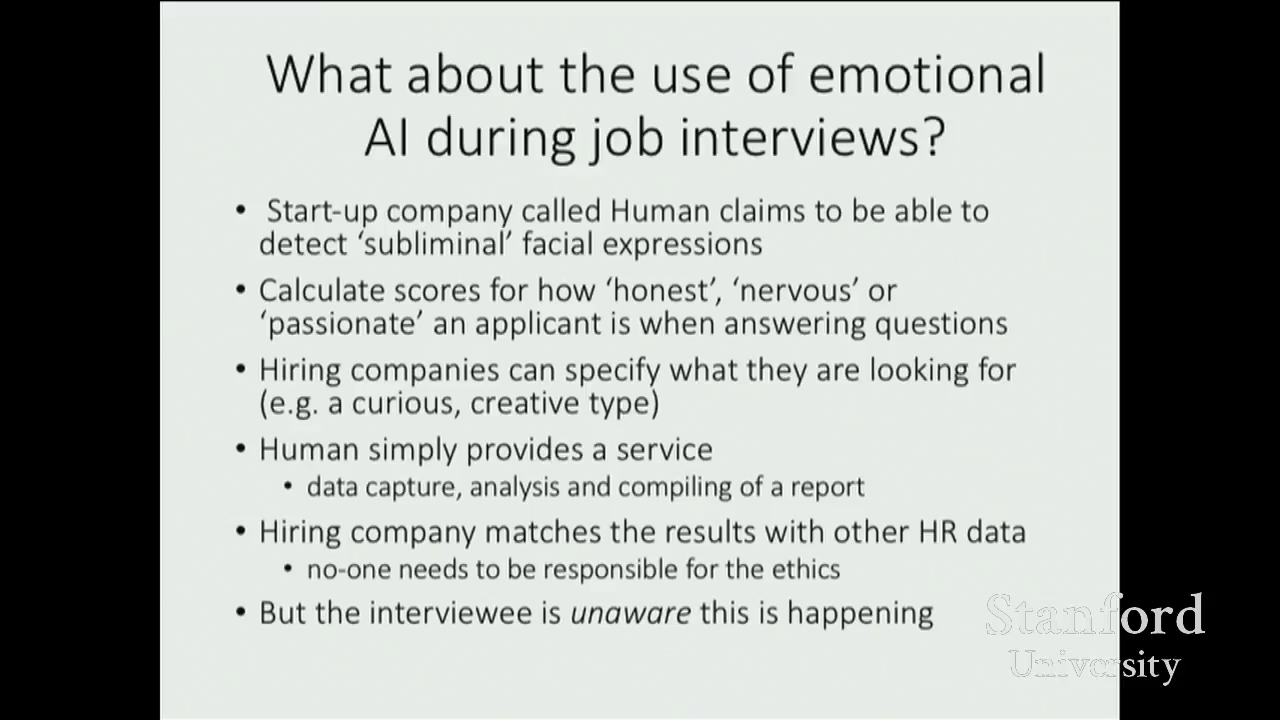 What about the use of emotional
AI during job interviews?
• Start-up company called Human claims to be able to
detect ‘subliminal’ facial expressions
• Calculate scores for how ‘honest’, ‘nervous’ or
‘passionate’ an applicant is when answering questions
• Hiring companies can specify what they are looking for
(e.g. a curious, creative type)
• Human simply provides a service
• data capture, analysis and compiling of a report
• Hiring company matches the results with other HR data
• no-one needs to be responsible for the ethics
• But the interviewee is unaware this is happening
Stanford
University